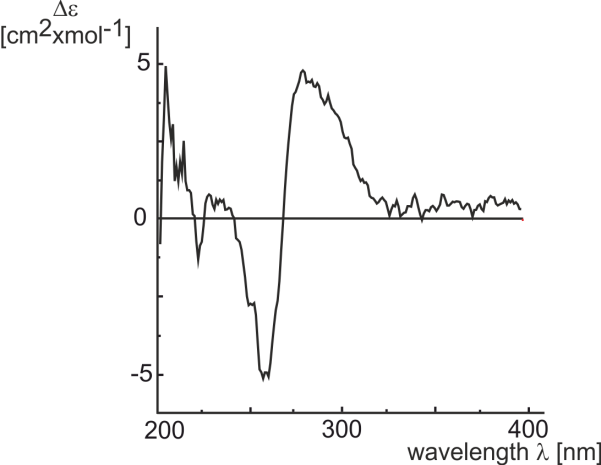 Δε
[cm²xmol⁻¹]
5
0
-5
200 300 400
wavelength λ [nm]